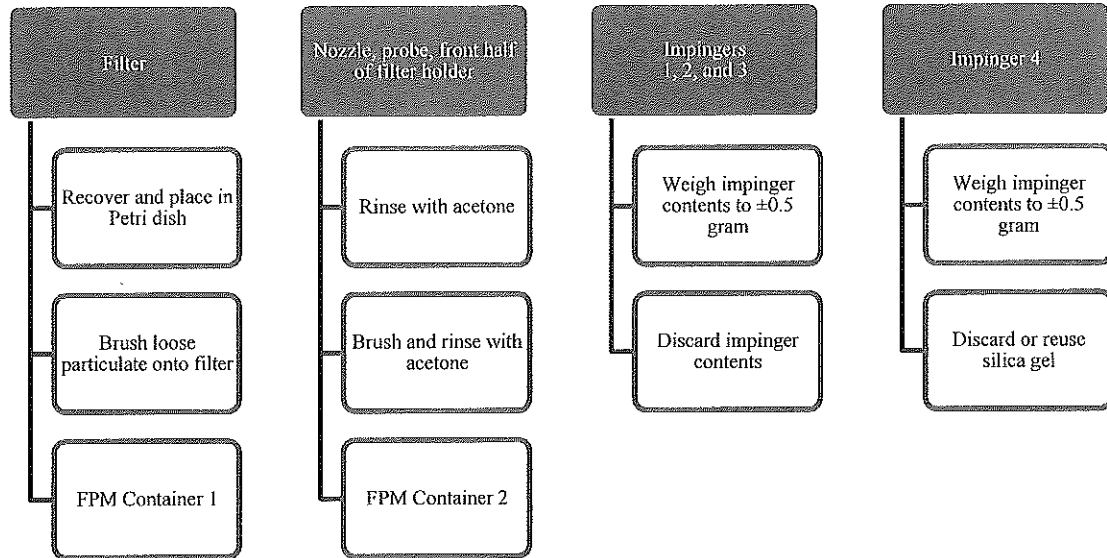 Filter
Recover and place in
Petri dish
Brush loose
particulate onto filter
FPM Container 1
Nozzle, probe, front half
of filter holder
Rinse with acetone
Brush and rinse with
acetone
FPM Container 2
Impingers
1, 2, and 3
Weigh impinger
contents to ±0.5
gram
Discard impinger
contents
Impinger 4
Weigh impinger
contents to ±0.5
gram
Discard or reuse
silica gel